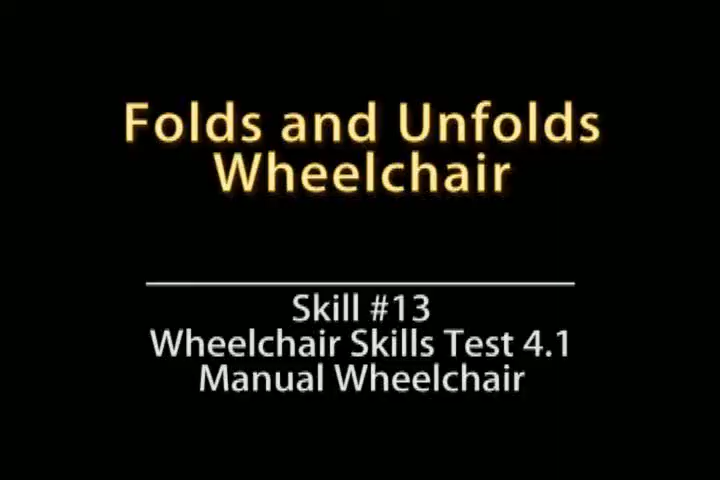 Folds and Unfolds
Wheelchair
Skill #13
Wheelchair Skills Test 4.1
Manual Wheelchair